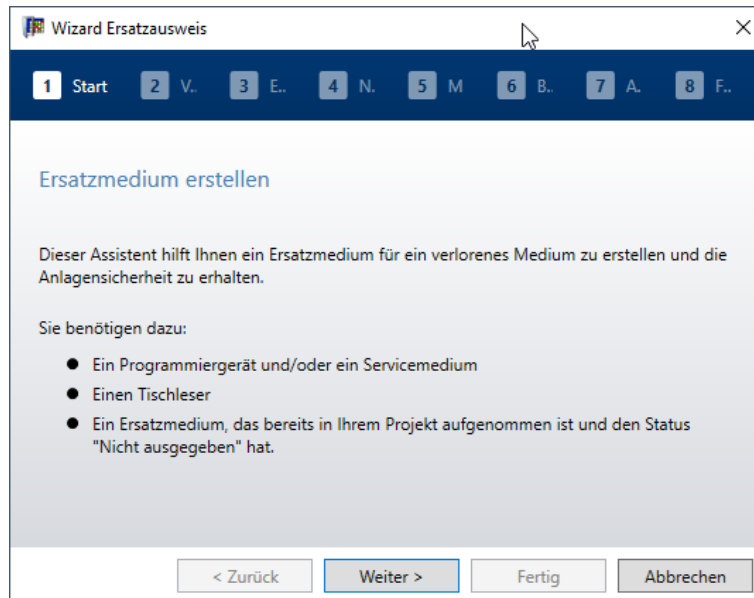 Wizard Ersatzausweis
1 Start 2 V.. 3 E.. 4 N. 5 M 6 B.. 7 A. 8 F..
Ersatzmedium erstellen
Dieser Assistent hilft Ihnen ein Ersatzmedium für ein verlorenes Medium zu erstellen und die
Anlagensicherheit zu erhalten.
Sie benötigen dazu:
● Ein Programmiergerät und/oder ein Servicemedium
● Einen Tischleser
● Ein Ersatzmedium, das bereits in Ihrem Projekt aufgenommen ist und den Status
"Nicht ausgegeben" hat.
< Zurück Weiter > Fertig Abbrechen